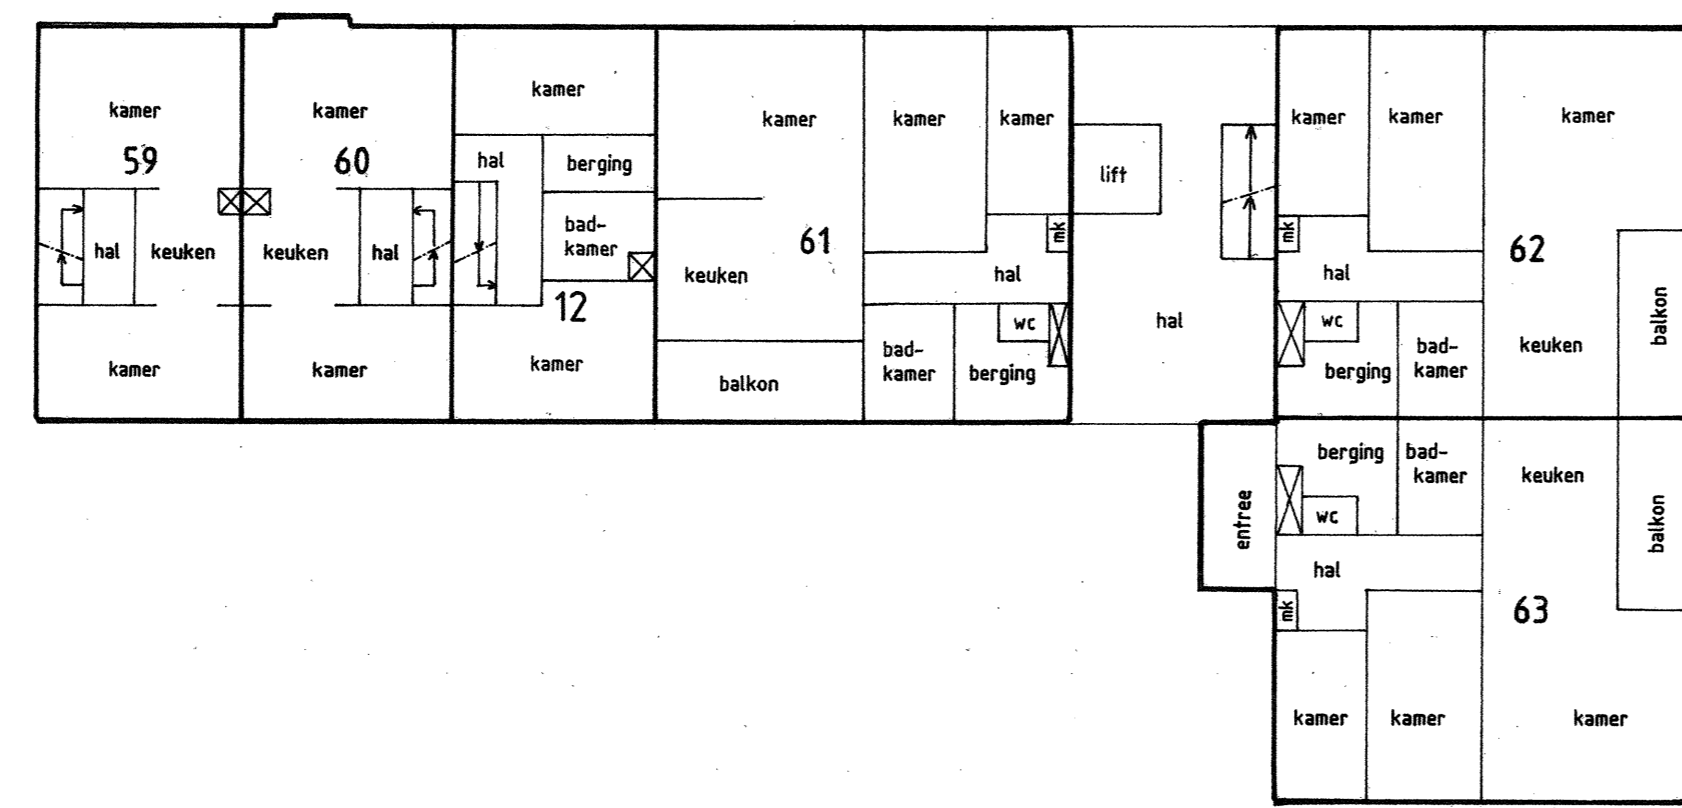 kamer
59
hal
keuken
kamer
kamer
60
keuken
hal
kamer
kamer
hal
berging
bad-
kamer
12
kamer
kamer
61
keuken
balkon
kamer
kamer
mk
hal
bad-
kamer
wc
berging
lift
hal
kamer
kamer
kamer
mk
hal
62
wc
berging
bad-
kamer
keuken
balkon
entree
berging
bad-
kamer
keuken
wc
balkon
hal
mk
63
kamer
kamer
kamer